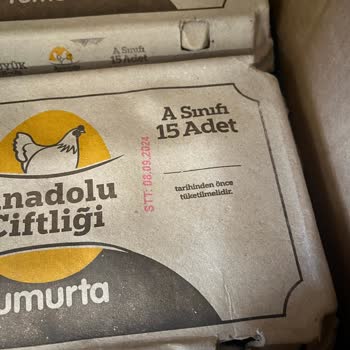 A Sınıfı
15 Adet
A Sınıfı
15 Adet
STT: 08.09.2024
tarihinden önce
tüketilmelidir.
nadolu
Çiftliği
umurta